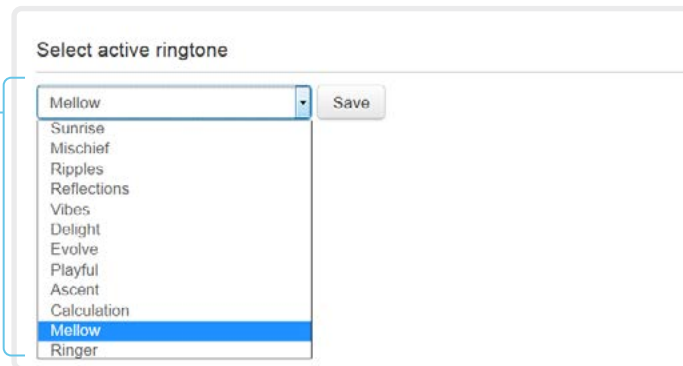 Select active ringtone
Mellow Save
Sunrise
Mischief
Ripples
Reflections
Vibes
Delight
Evolve
Playful
Ascent
Calculation
Mellow
Ringer